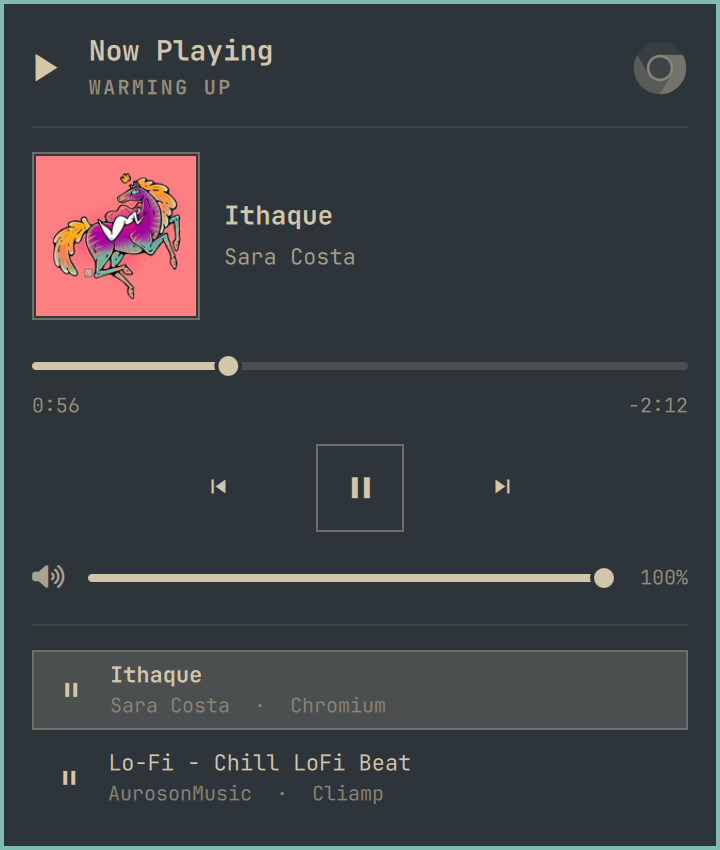 Now Playing
WARMING UP
Ithaque
Sara Costa
0:56
-2:12
100%
Ithaque
Sara Costa · Chromium
Lo-Fi - Chill LoFi Beat
AurosonMusic · Cliamp